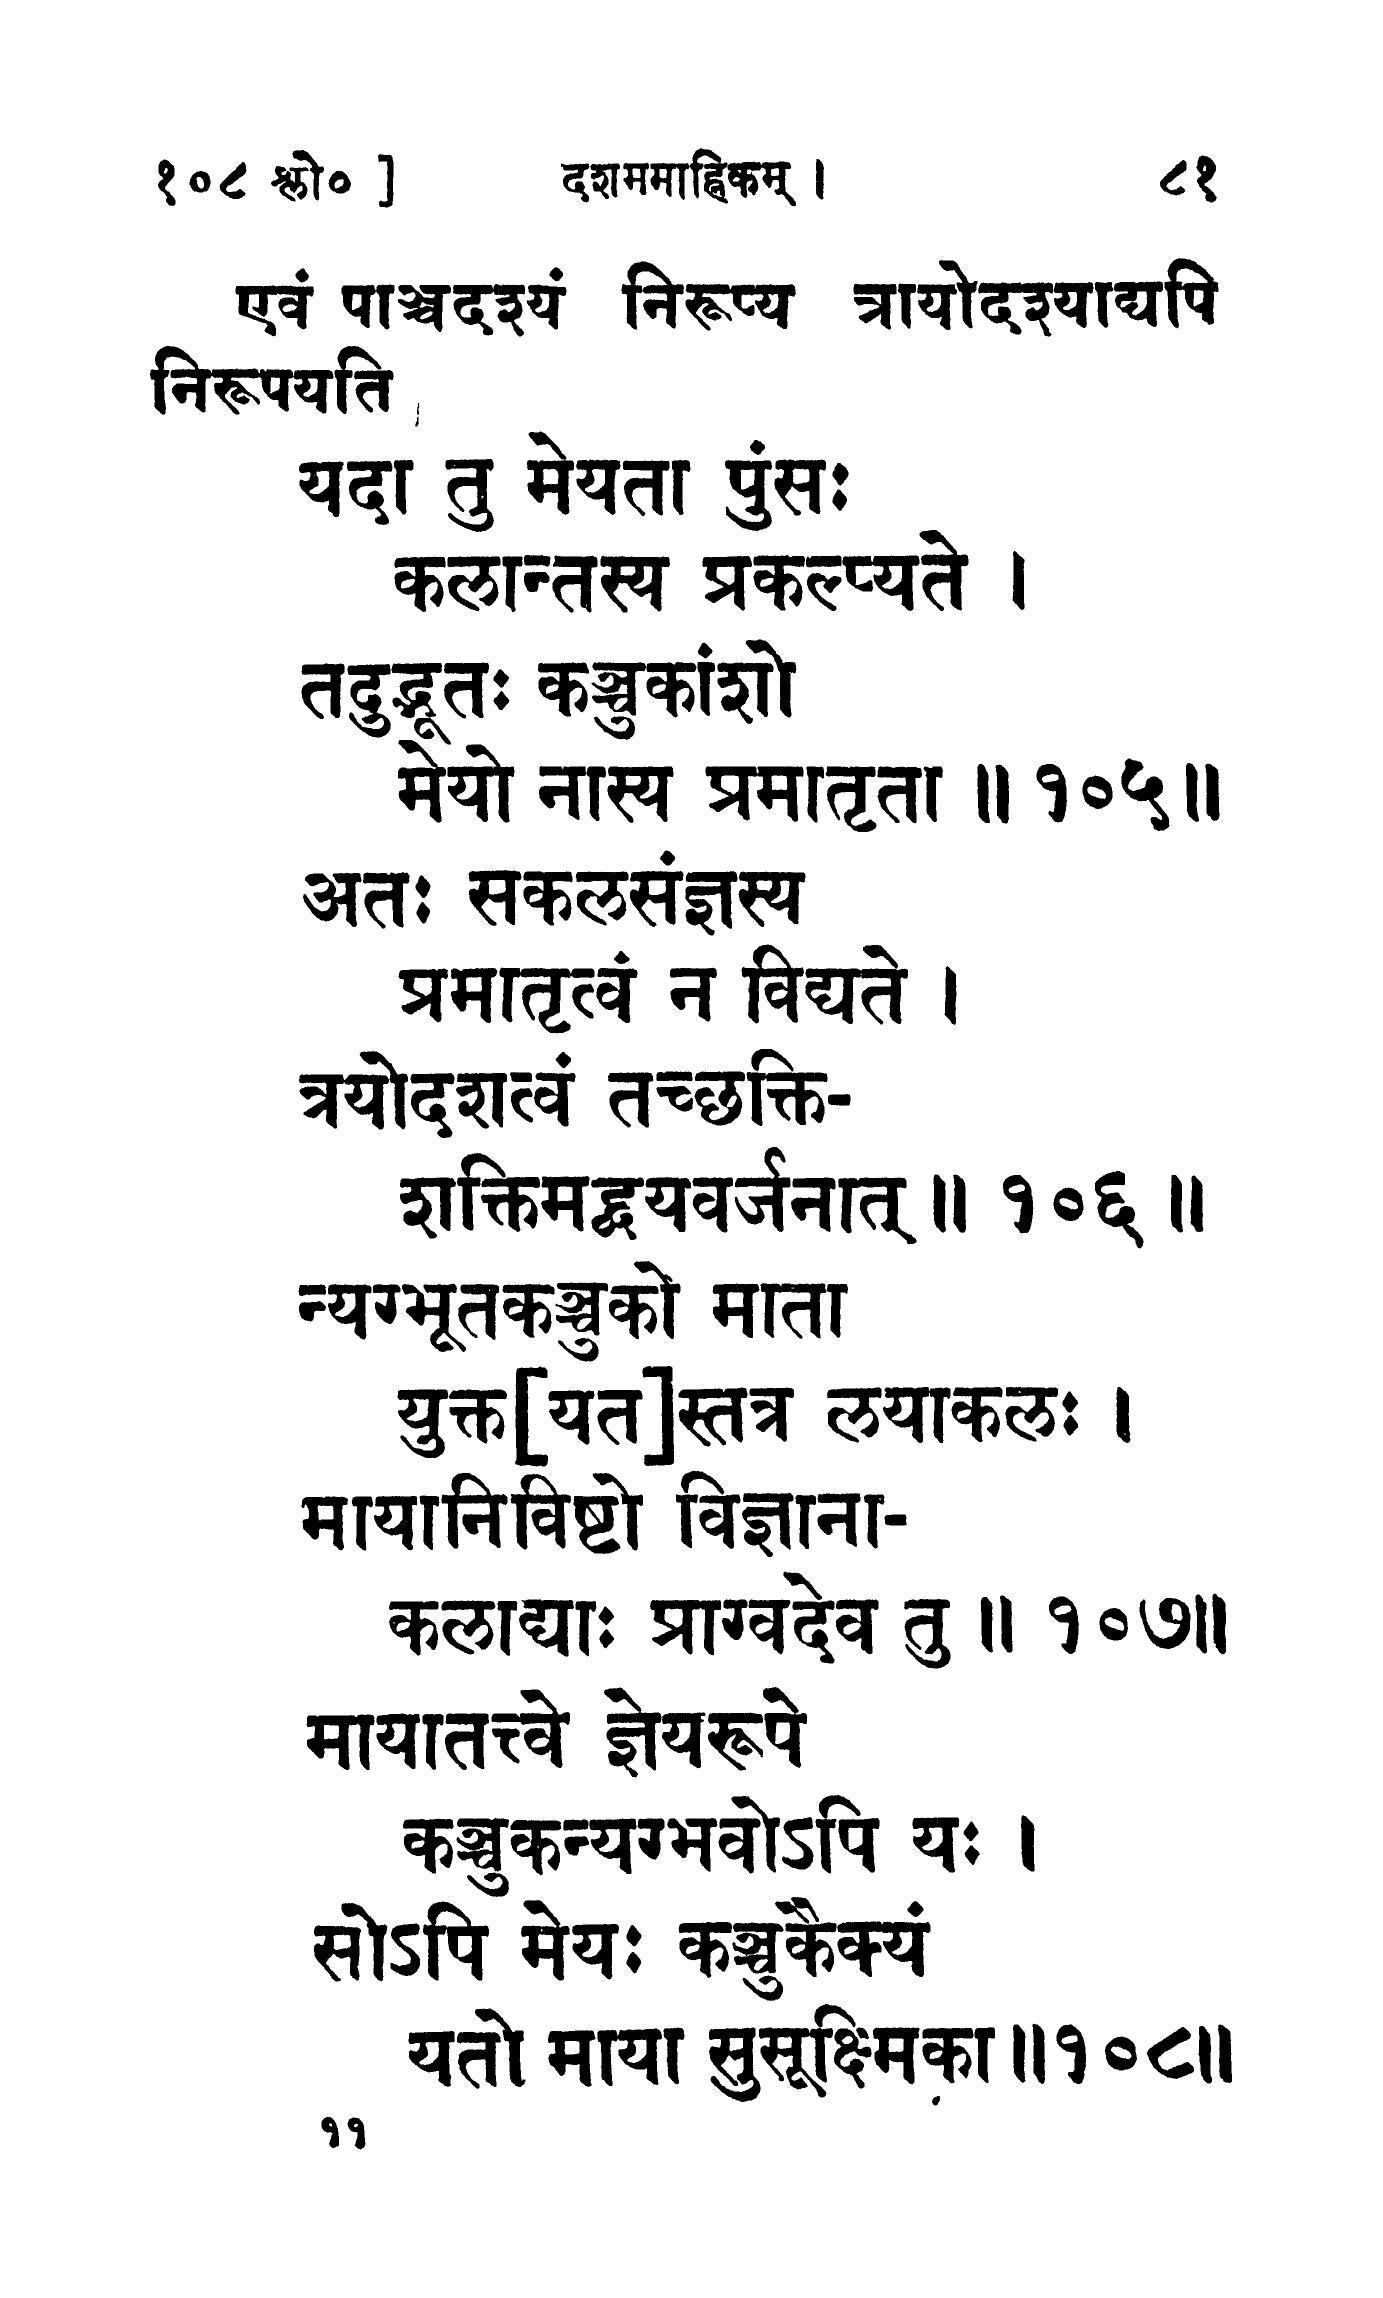 १०८ श्लो० ] दशममाह्निकम् । ८१
एवं पाञ्चदश्यं निरूप्य त्रायोदश्याद्यपि
निरूपयति
यदा तु मेयता पुंसः
कलान्तस्य प्रकल्प्यते ।
तदुद्भूतः कञ्चुकांशो
मेयो नास्य प्रमातृता ॥ १०५॥
अतः सकलसंज्ञस्य
प्रमातृत्वं न विद्यते ।
त्रयोदशत्वं तच्छक्ति-
शक्तिमद्द्वयवर्जनात् ॥ १०६ ॥
न्यग्भूतकञ्चुको माता
युक्त[यत]स्तत्र लयाकलः ।
मायानिविष्टो विज्ञाना-
कलाद्याः प्राग्वदेव तु ॥ १०७॥
मायातत्त्वे ज्ञेयरूपे
कञ्चुकन्यग्भवोऽपि यः ।
सोऽपि मेयः कञ्चुकैक्यं
यतो माया सुसूक्ष्मिका॥१०८॥
११